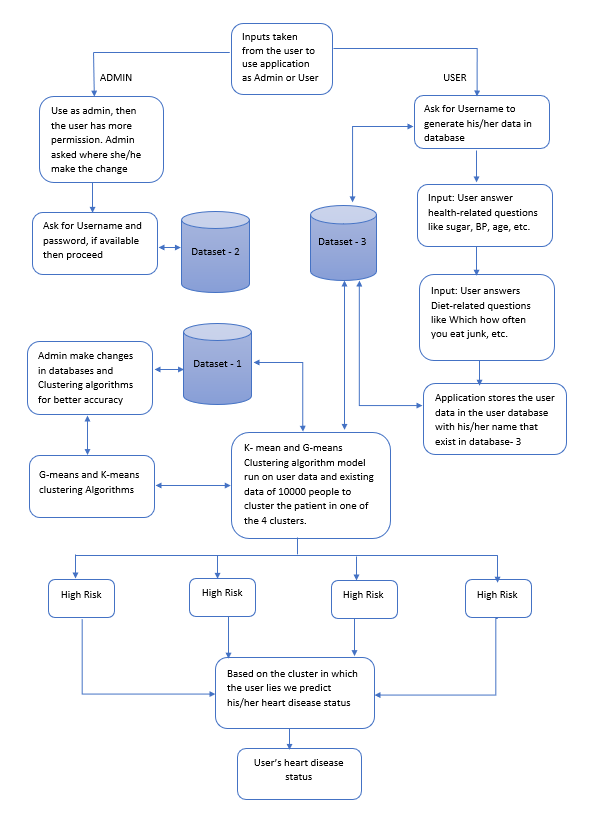 Inputs taken
from the user to
use application
as Admin or User
ADMIN
USER
Use as admin, then
the user has more
permission. Admin
asked where she/he
make the change
Ask for Username to
generate his/her data in
database
Ask for Username and
password, if available
then proceed
Dataset - 2
Dataset - 3
Input: User answer
health-related questions
like sugar, BP, age, etc.
Input: User answers
Diet-related questions
like Which how often
you eat junk, etc.
Admin make changes
in databases and
Clustering algorithms
for better accuracy
Dataset - 1
Application stores the user
data in the user database
with his/her name that
exist in database- 3
G-means and K-means
clustering Algorithms
K- mean and G-means
Clustering algorithm model
run on user data and existing
data of 10000 people to
cluster the patient in one of
the 4 clusters.
High Risk
High Risk
High Risk
High Risk
Based on the cluster in which
the user lies we predict
his/her heart disease status
User's heart disease
status